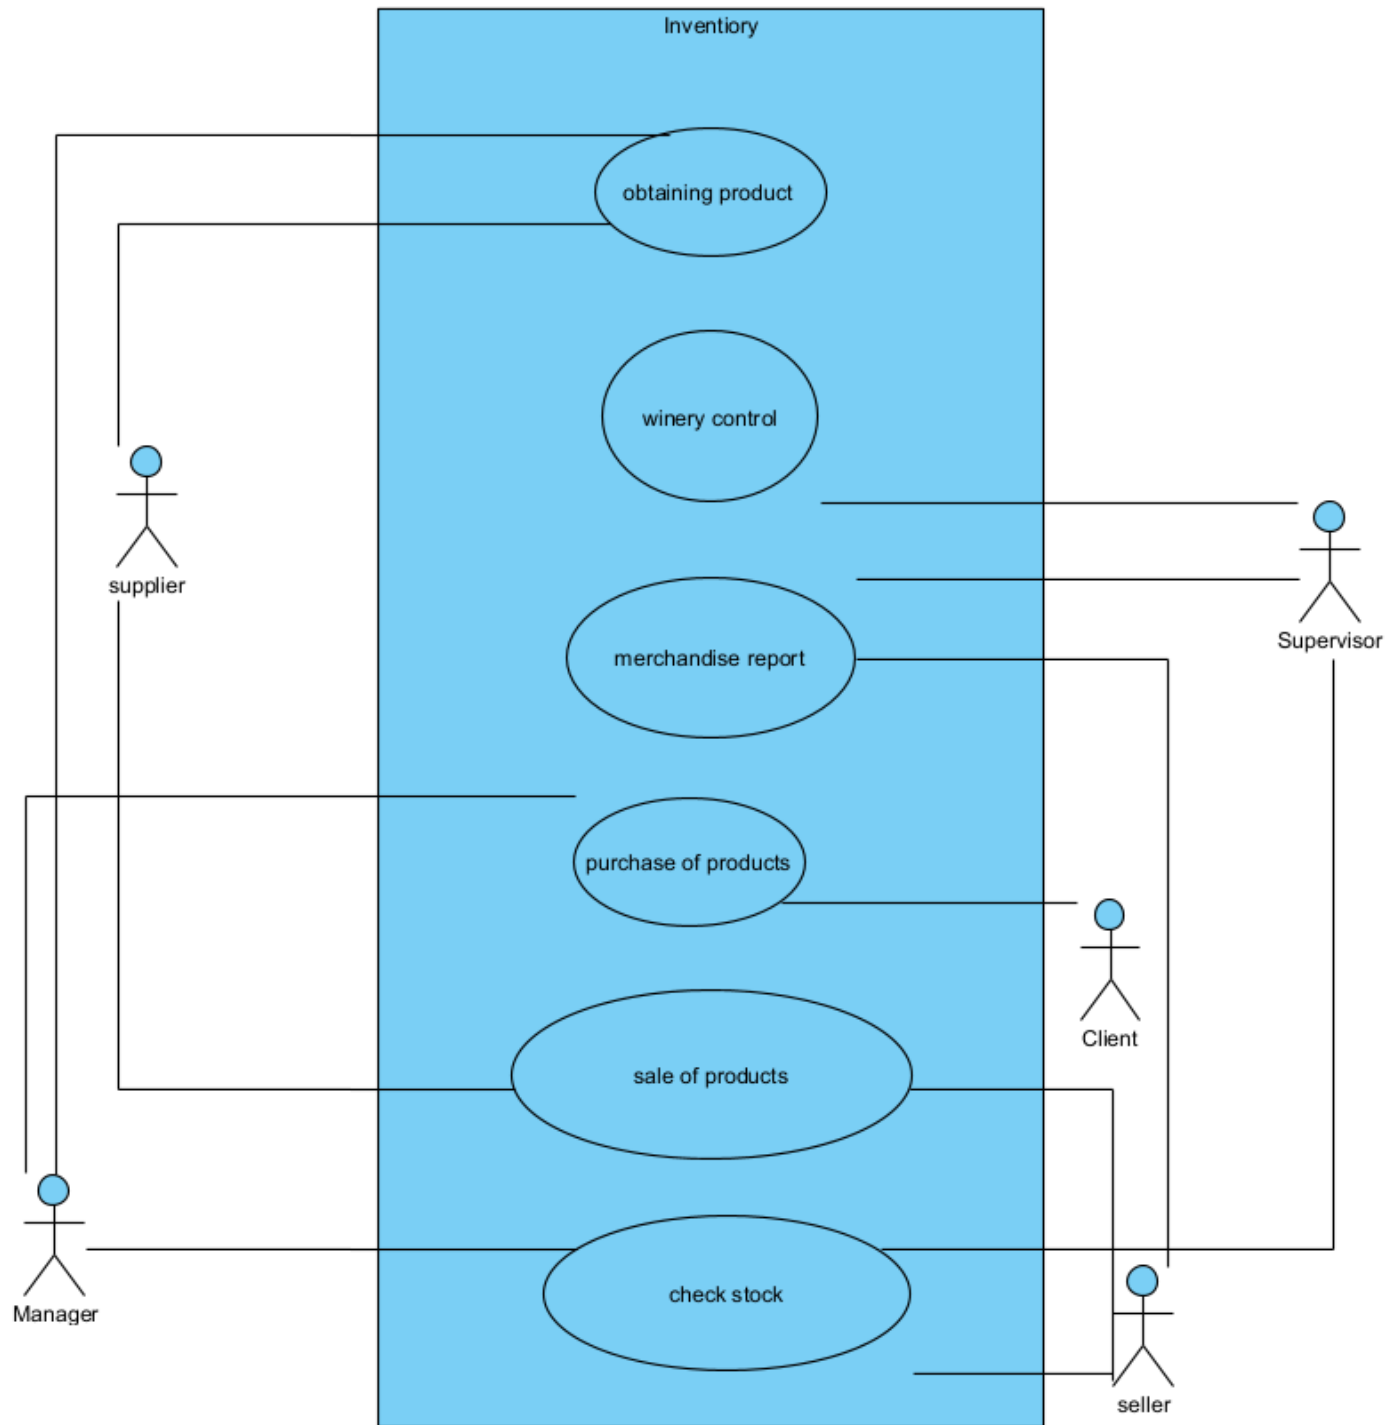 Inventiory
obtaining product
winery control
supplier
Supervisor
merchandise report
purchase of products
Client
sale of products
check stock
Manager
seller